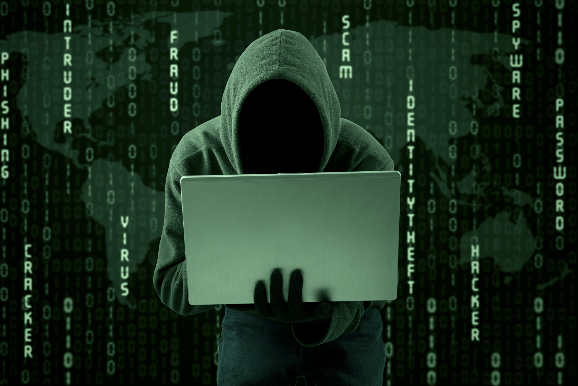 PHISHING
INTRUDER
FRAUD
SCAM
SPYWARE
IDENTITYTHEFT
PASSWORD
VIRUS
CRACKER
HACKER